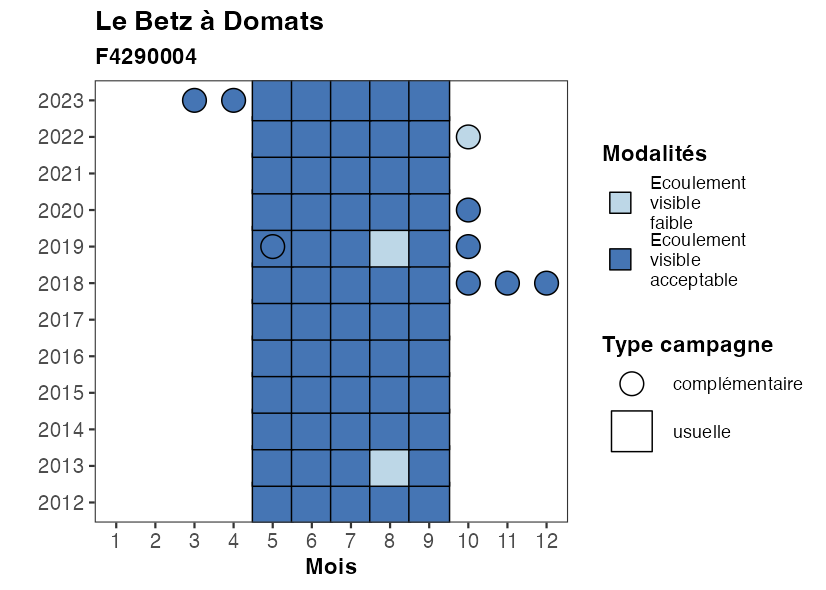 Le Betz à Domats
F4290004
2023
2022
2021
2020
2019
2018
2017
2016
2015
2014
2013
2012
1 2 3 4 5 6 7 8 9 10 11 12
Mois
Modalités
Ecoulement
visible
faible
Ecoulement
visible
acceptable
Type campagne
complémentaire
usuelle